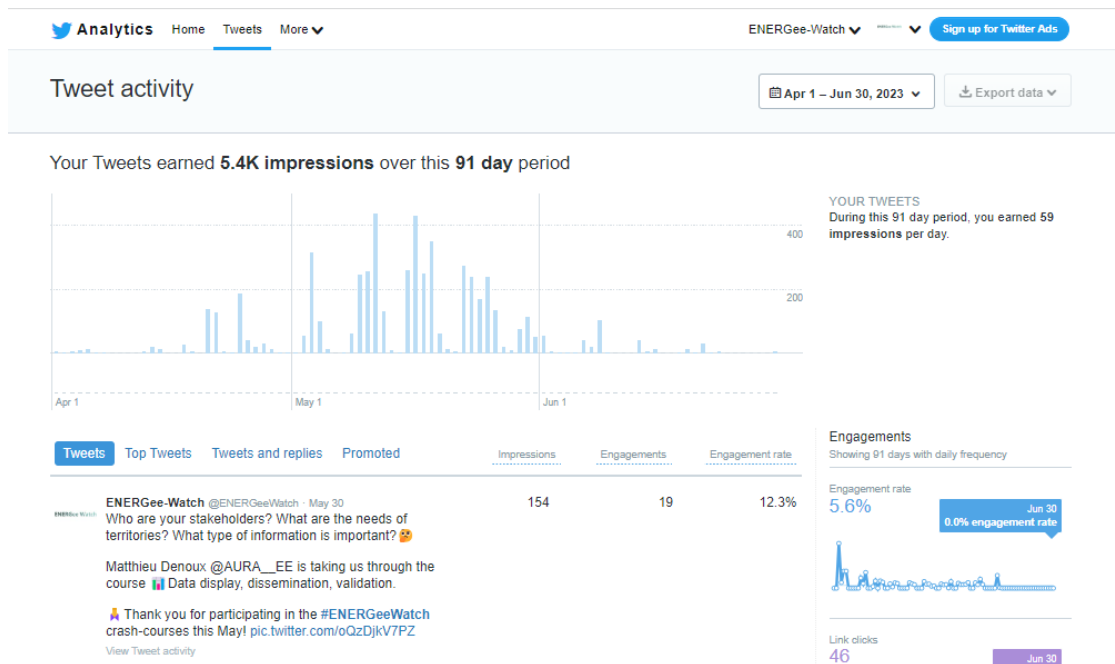 Analytics Home Tweets More ENERGee-Watch Sign up for Twitter Ads
Tweet activity
Apr 1 – Jun 30, 2023
Export data
Your Tweets earned 5.4K impressions over this 91 day period
YOUR TWEETS
During this 91 day period, you earned 59
impressions per day.
400
200
Apr 1 May 1 Jun 1
Tweets Top Tweets Tweets and replies Promoted Impressions Engagements Engagement rate
ENERGee-Watch @ENERGeeWatch · May 30 154 19 12.3%
ENERGee Watch
Who are your stakeholders? What are the needs of
territories? What type of information is important? 🤔
Matthieu Denoux @AURA__EE is taking us through the
course 📊 Data display, dissemination, validation.
🎗️ Thank you for participating in the #ENERGeeWatch
crash-courses this May! pic.twitter.com/oQzDjkV7PZ
View Tweet activity
Engagements
Showing 91 days with daily frequency
Engagement rate
5.6%
Jun 30
0.0% engagement rate
Link clicks
46
Jun 30